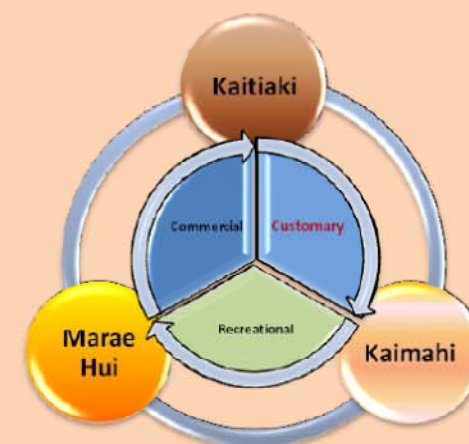 Kaitiaki
Commercial
Customary
Recreational
Marae
Hui
Kaimahi